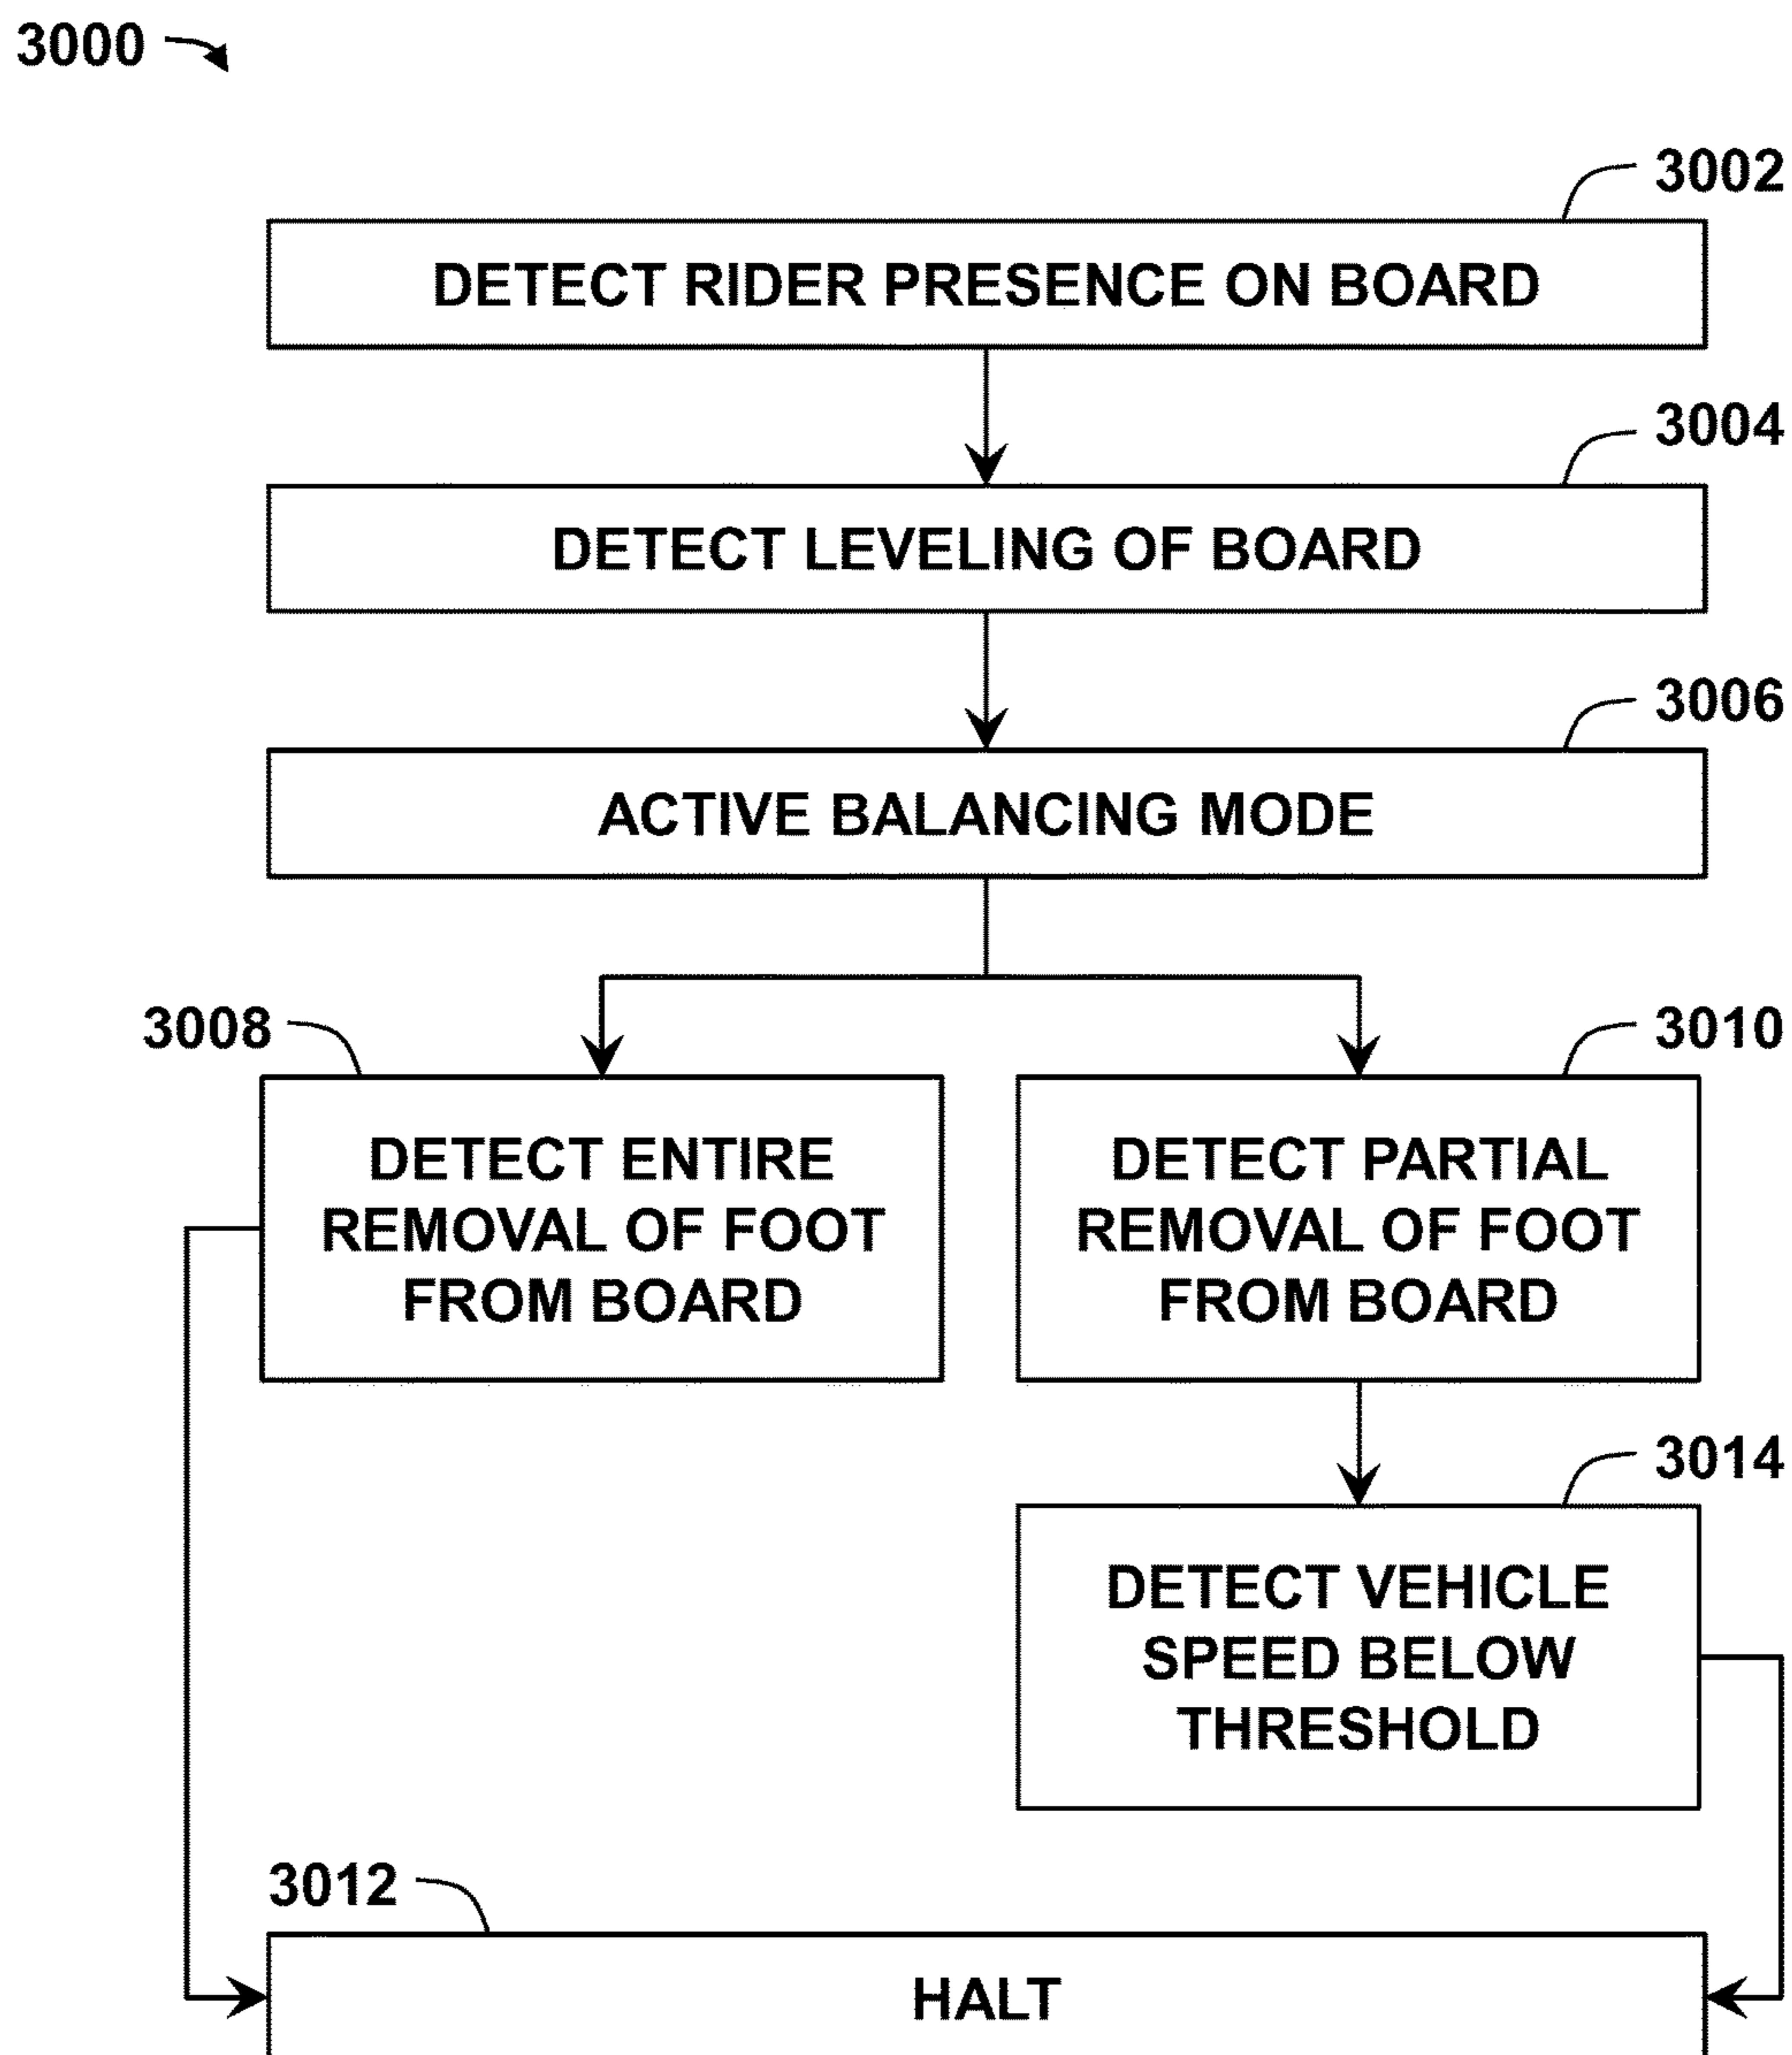 3000
3002
DETECT RIDER PRESENCE ON BOARD
3004
DETECT LEVELING OF BOARD
3006
ACTIVE BALANCING MODE
3008
DETECT ENTIRE
REMOVAL OF FOOT
FROM BOARD
3010
DETECT PARTIAL
REMOVAL OF FOOT
FROM BOARD
3014
DETECT VEHICLE
SPEED BELOW
THRESHOLD
3012
HALT